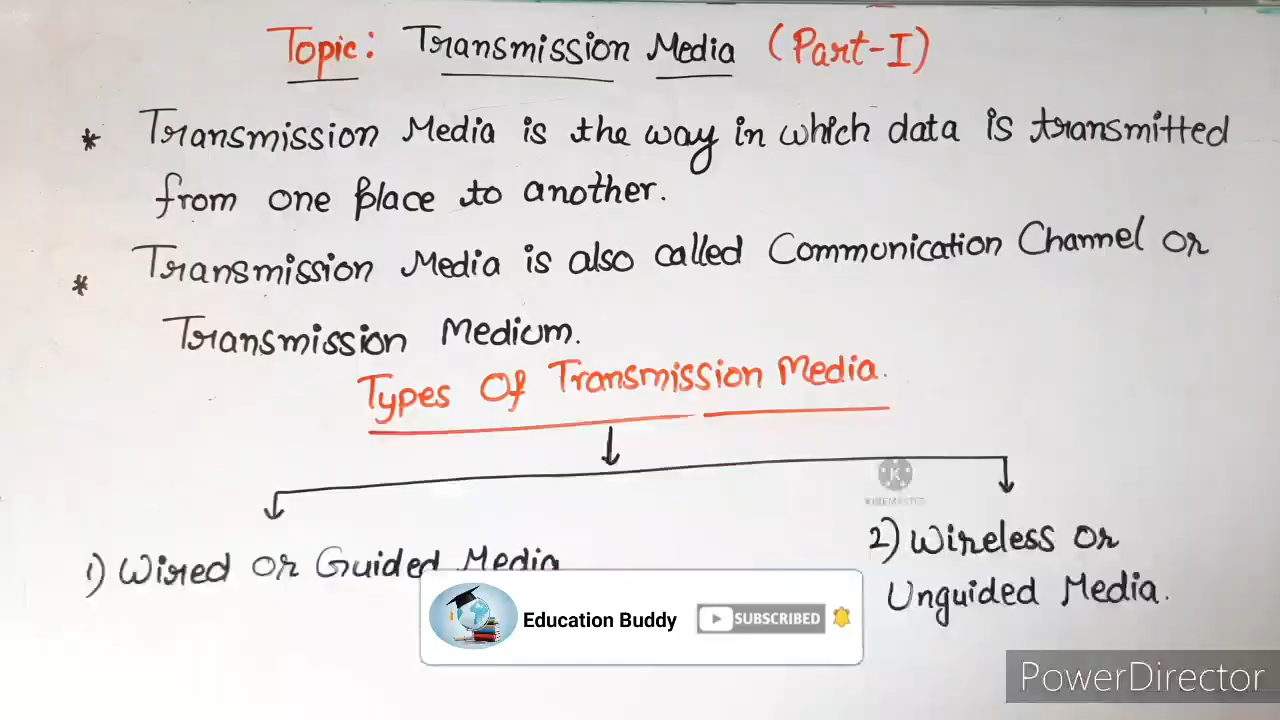 Topic: Transmission Media (Part-I)
* Transmission Media is the way in which data is transmitted
from one place to another.
* Transmission Media is also called Communication Channel or
Transmission Medium.
Types Of Transmission Media.
1) Wired or Guided Media
2) Wireless or
Unguided Media.
K
KINEMASTER
Education Buddy
SUBSCRIBED
PowerDirector